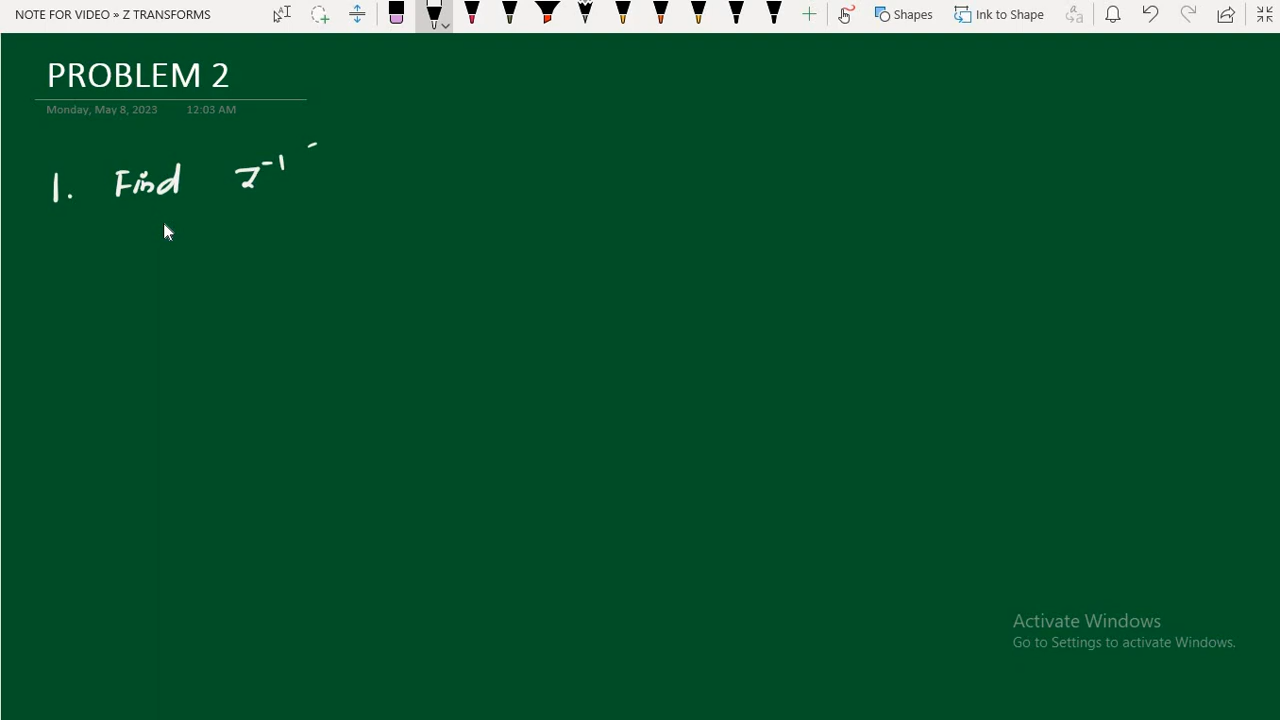 NOTE FOR VIDEO » Z TRANSFORMS
Shapes
Ink to Shape
PROBLEM 2
Monday, May 8, 2023 12:03 AM
1. Find Z⁻¹
Activate Windows
Go to Settings to activate Windows.